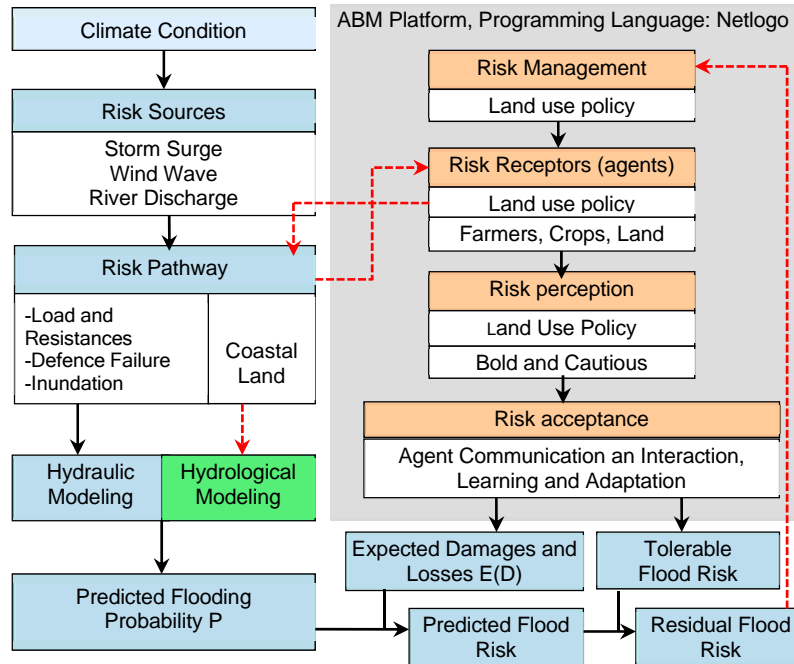 Climate Condition
Risk Sources
Storm Surge
Wind Wave
River Discharge
Risk Pathway
-Load and
Resistances
-Defence Failure
-Inundation
Coastal
Land
Hydraulic
Modeling
Hydrological
Modeling
Predicted Flooding
Probability P
ABM Platform, Programming Language: Netlogo
Risk Management
Land use policy
Risk Receptors (agents)
Land use policy
Farmers, Crops, Land
Risk perception
Land Use Policy
Bold and Cautious
Risk acceptance
Agent Communication an Interaction,
Learning and Adaptation
Expected Damages and
Losses E(D)
Tolerable
Flood Risk
Predicted Flood
Risk
Residual Flood
Risk